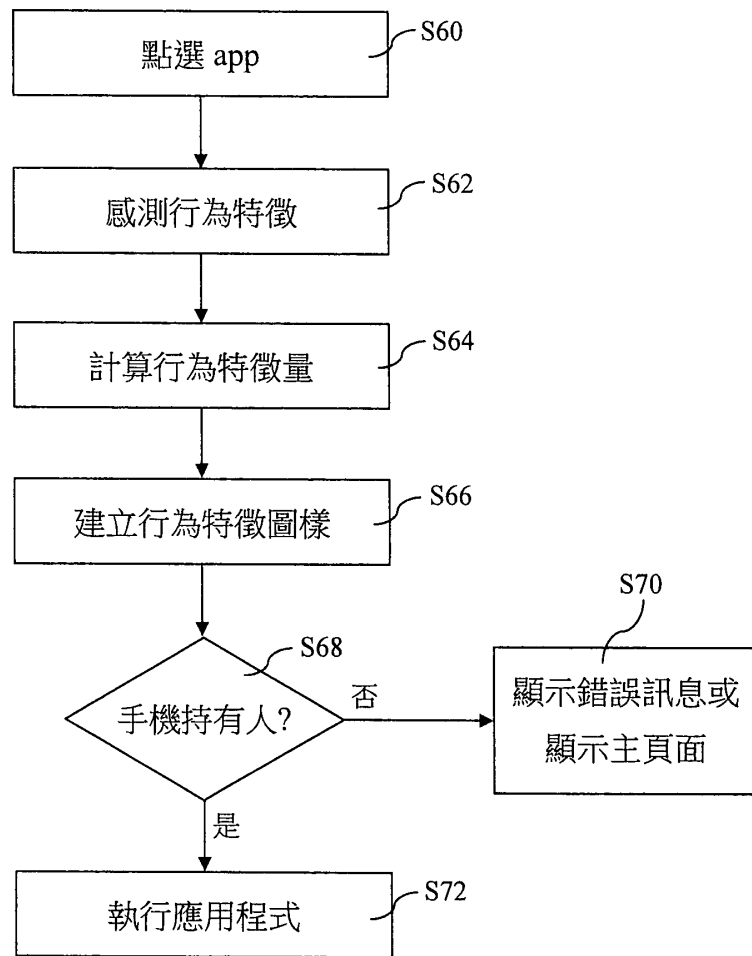 點選 app
S60
感測行為特徵
S62
計算行為特徵量
S64
建立行為特徵圖樣
S66
手機持有人?
S68
否
顯示錯誤訊息或
顯示主頁面
S70
是
執行應用程式
S72